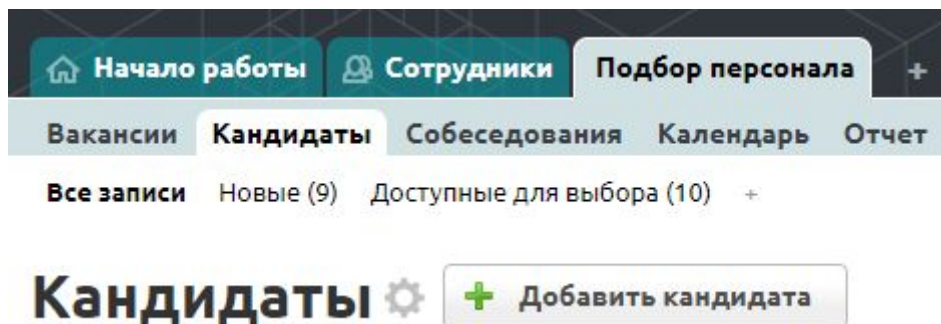 Начало работы Сотрудники Подбор персонала +
Вакансии Кандидаты Собеседования Календарь Отчет
Все записи Новые (9) Доступные для выбора (10) +
Кандидаты + Добавить кандидата